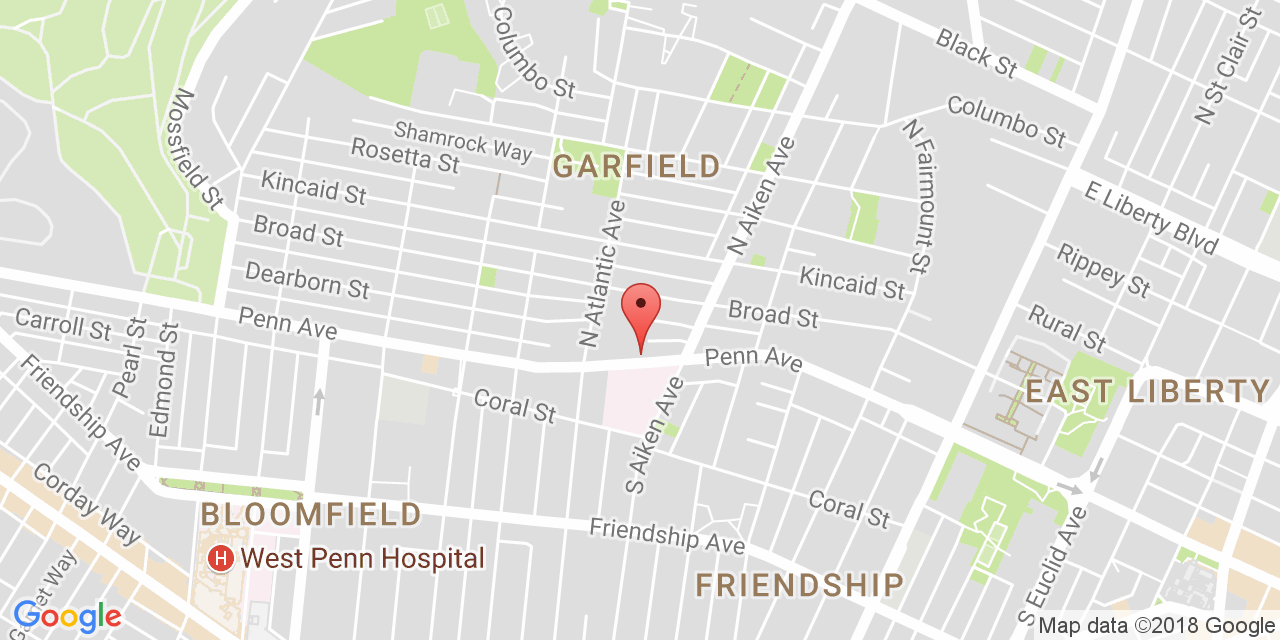 Columbo St
Black St
N St Clair St
Mossfield St
Shamrock Way
Rosetta St
GARFIELD
Columbo St
N Fairmount St
Kincaid St
N Aiken Ave
E Liberty Blvd
Broad St
N Atlantic Ave
Dearborn St
Kincaid St
Rippey St
Carroll St
Penn Ave
Broad St
Rural St
Pearl St
Edmond St
Penn Ave
Friendship Ave
EAST LIBERTY
Coral St
S Aiken Ave
Corday Way
BLOOMFIELD
Coral St
Friendship Ave
H West Penn Hospital
FRIENDSHIP
S Euclid Ave
Way
Google
Map data ©2018 Google